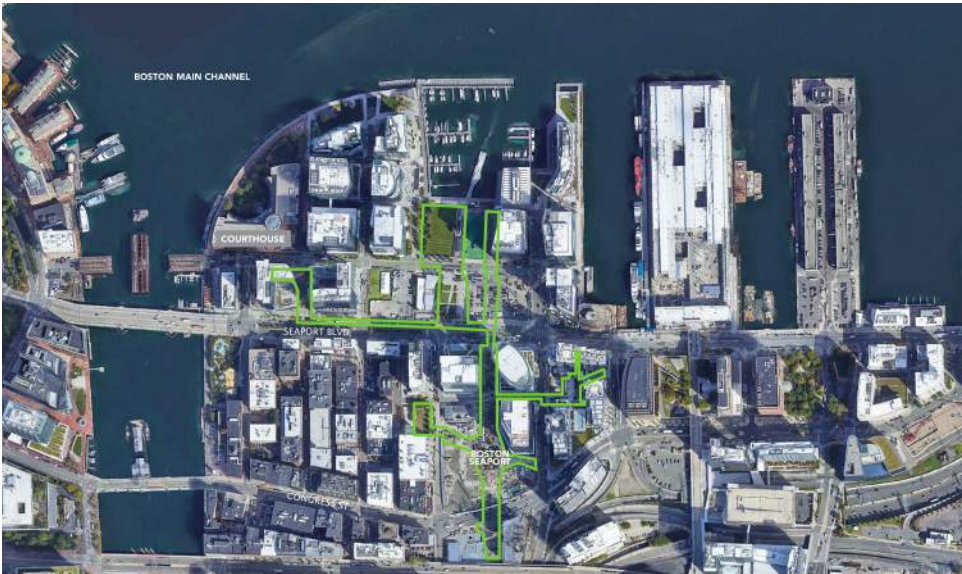 BOSTON MAIN CHANNEL
COURTHOUSE
SEAPORT BLVD
BOSTON
SEAPORT
CONGRESS ST